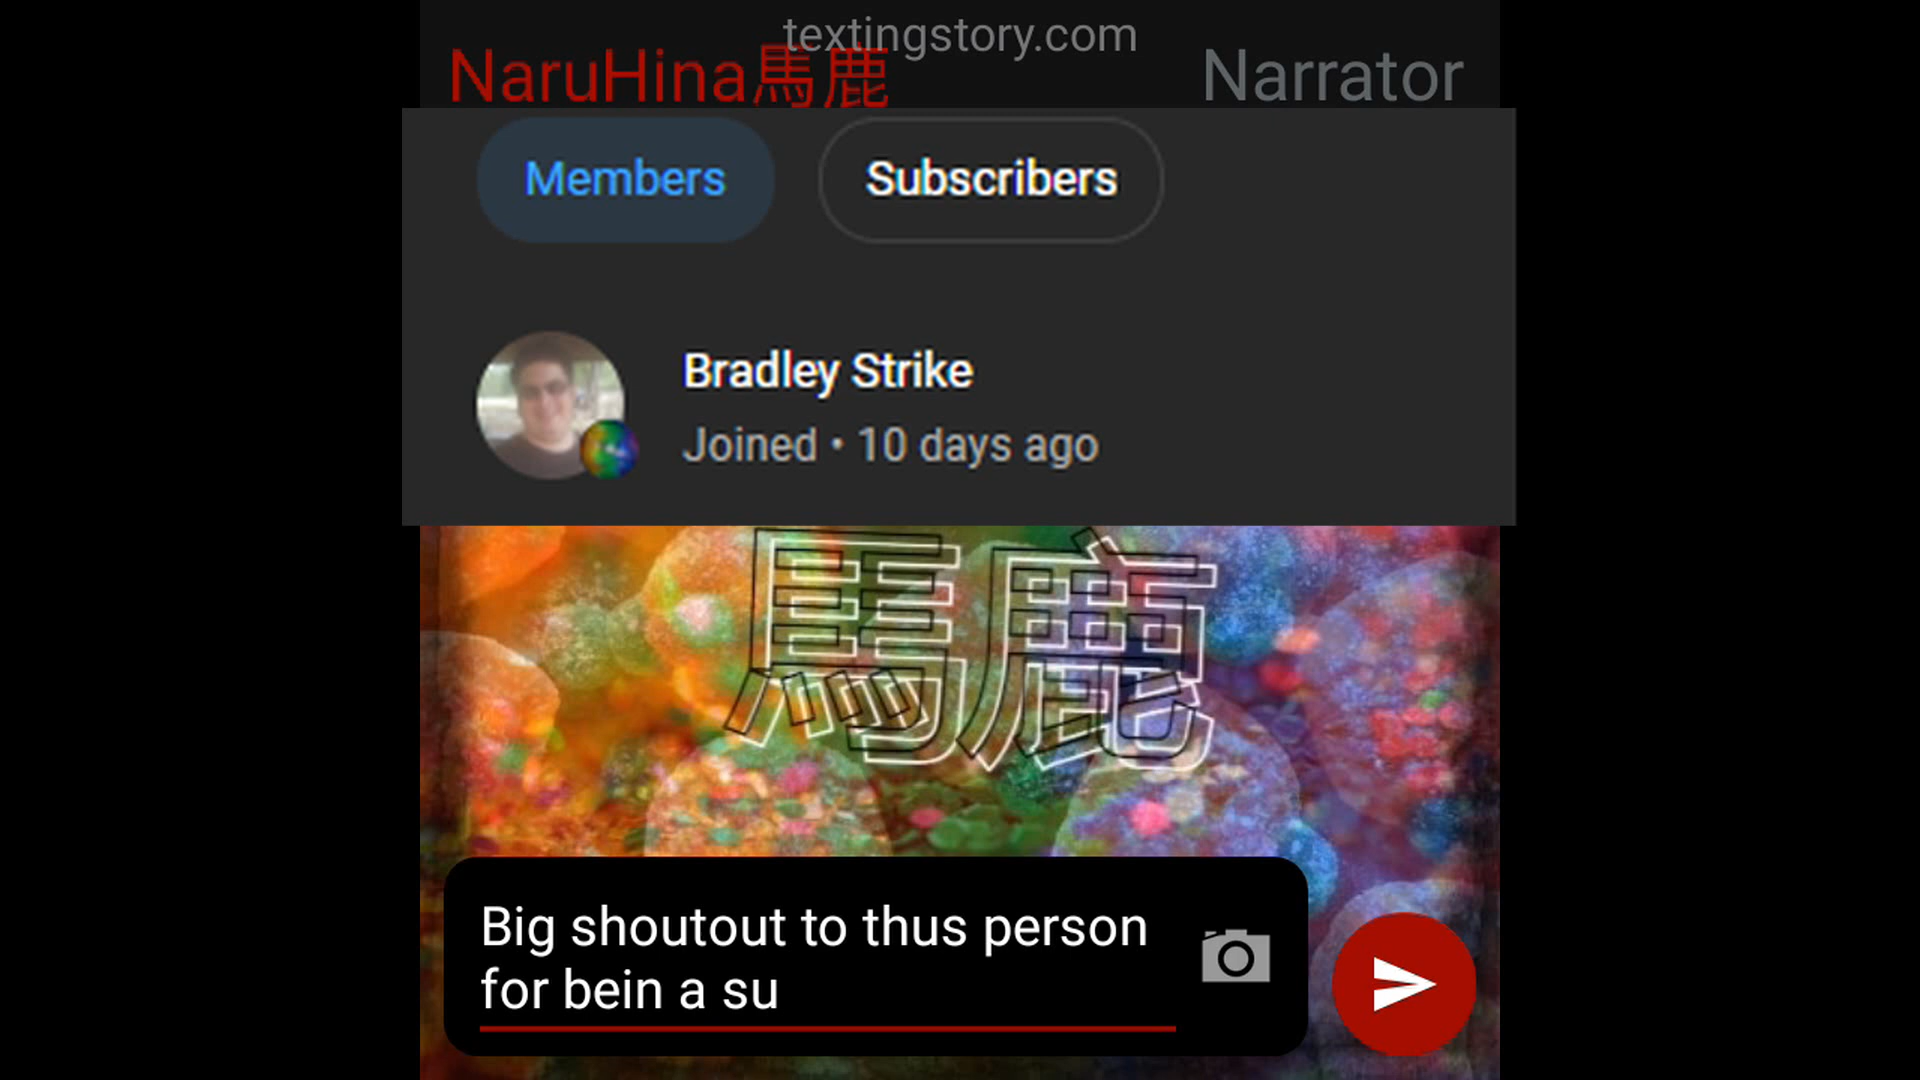 textingstory.com
NaruHina馬鹿 Narrator
Members Subscribers
Bradley Strike
Joined • 10 days ago
馬鹿
Big shoutout to thus person
for bein a su